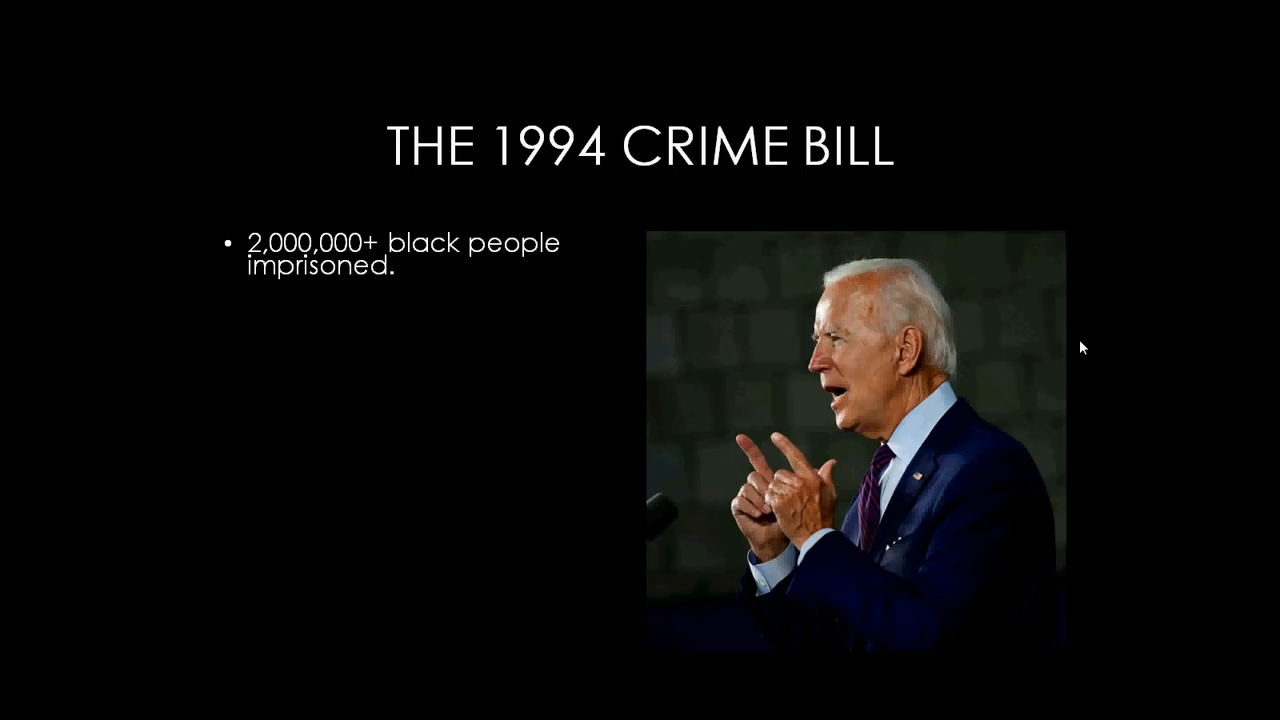 THE 1994 CRIME BILL
• 2,000,000+ black people
imprisoned.